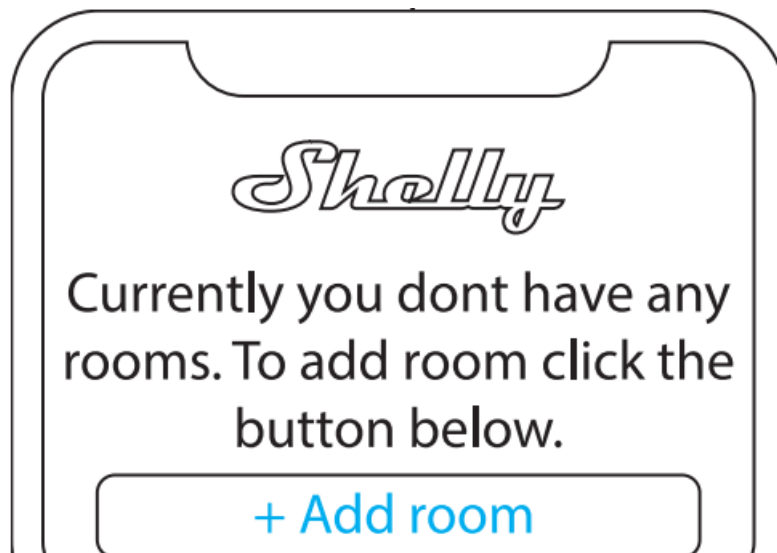 Shelly
Currently you dont have any
rooms. To add room click the
button below.
+ Add room